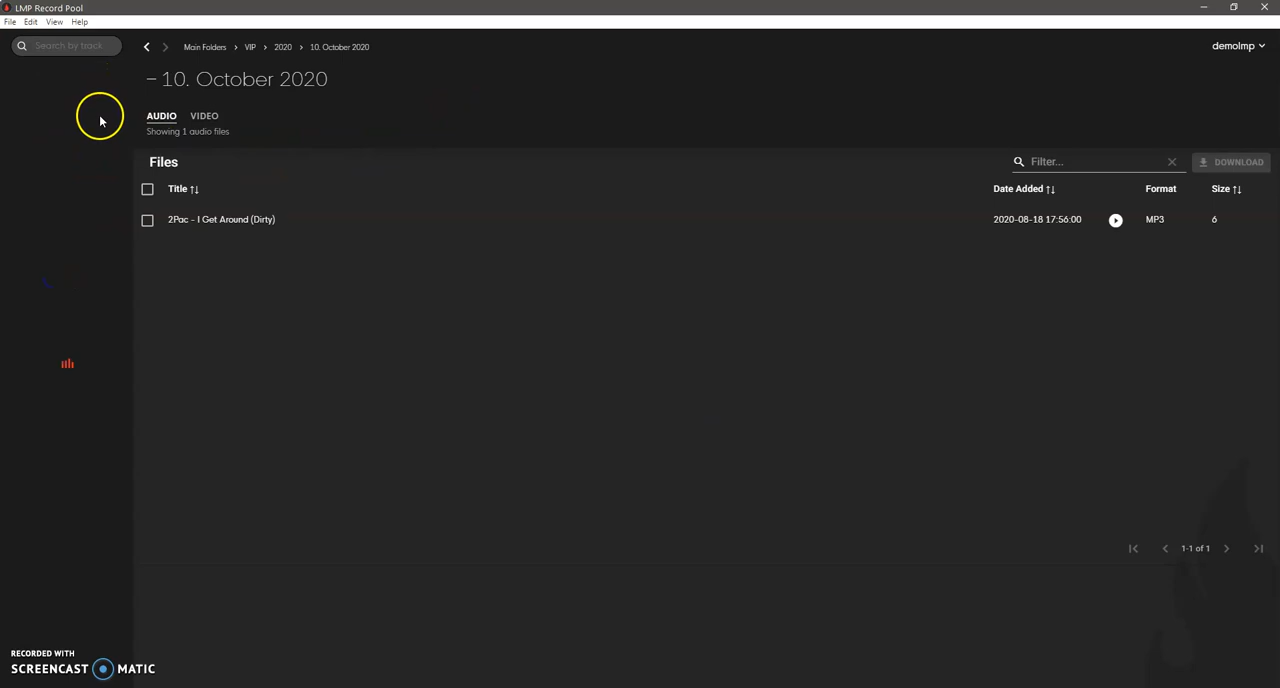 LMP Record Pool
File Edit View Help
Search by track
Main Folders > VIP > 2020 > 10. October 2020
demolmp
– 10. October 2020
AUDIO VIDEO
Showing 1 audio files
Files
Filter...
DOWNLOAD
Title Date Added Format Size
2Pac - I Get Around (Dirty) 2020-08-18 17:56:00 MP3 6
1-1 of 1
RECORDED WITH
SCREENCAST MATIC